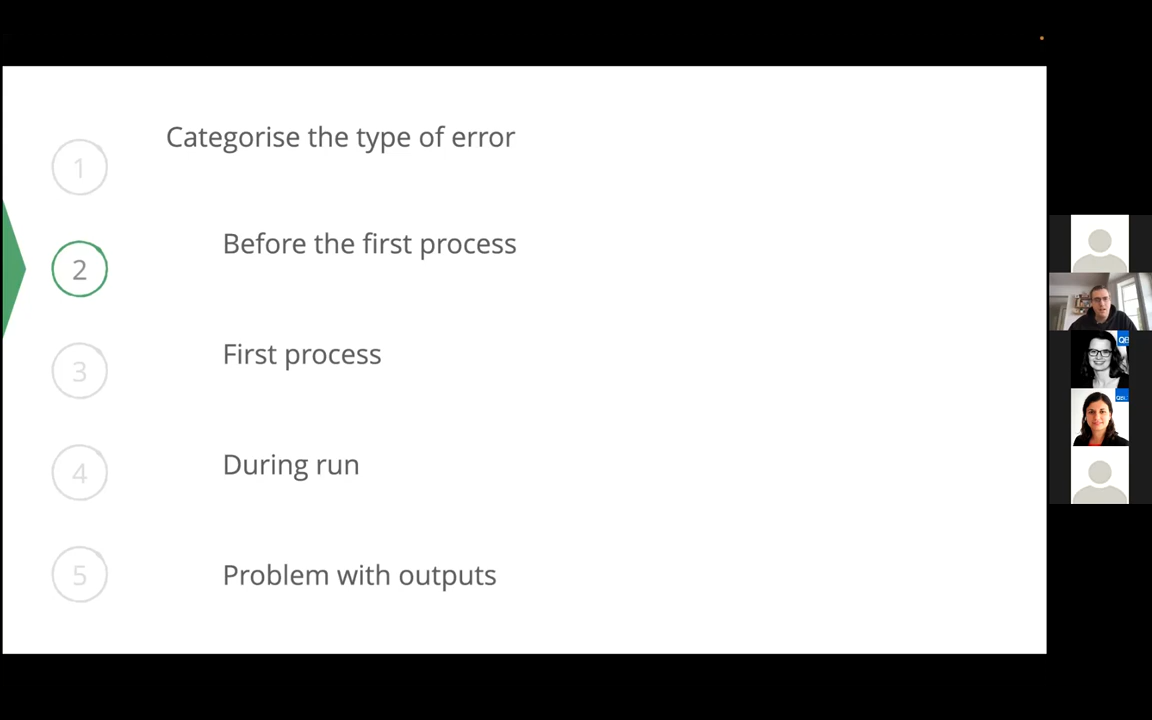 Categorise the type of error
1
Before the first process
2
First process
3
During run
4
Problem with outputs
5